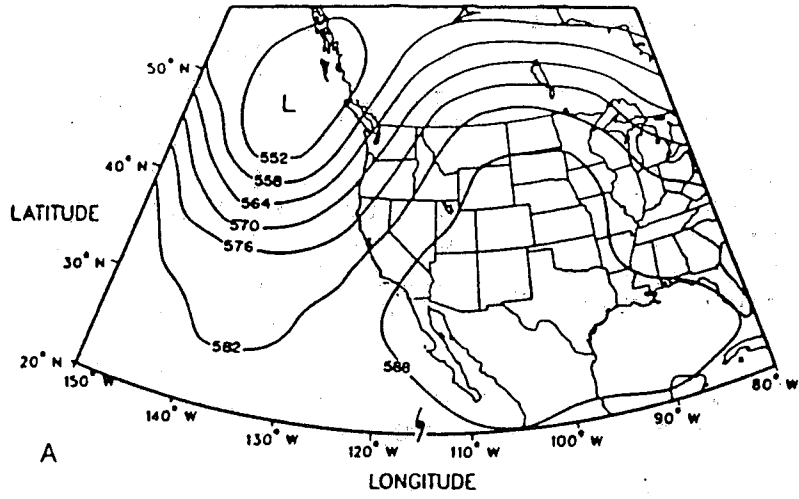 50° N
L
552
40° N
558
564
LATITUDE
570
576
30° N
582
20° N
588
150° W
80° W
140° W
90° W
130° W
100° W
120° W
110° W
A
LONGITUDE